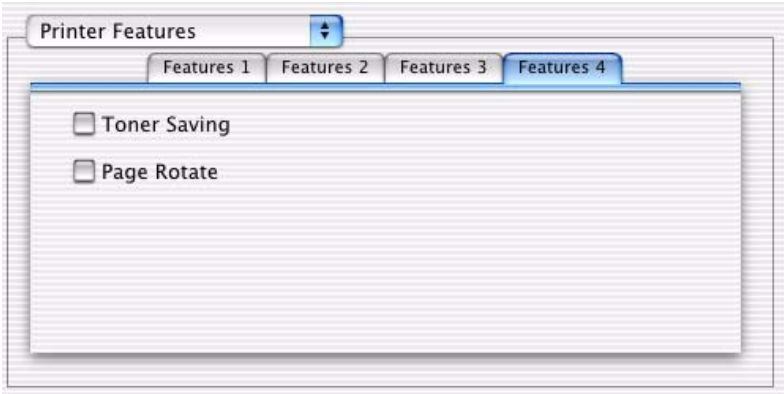 Printer Features
Features 1 Features 2 Features 3 Features 4
Toner Saving
Page Rotate